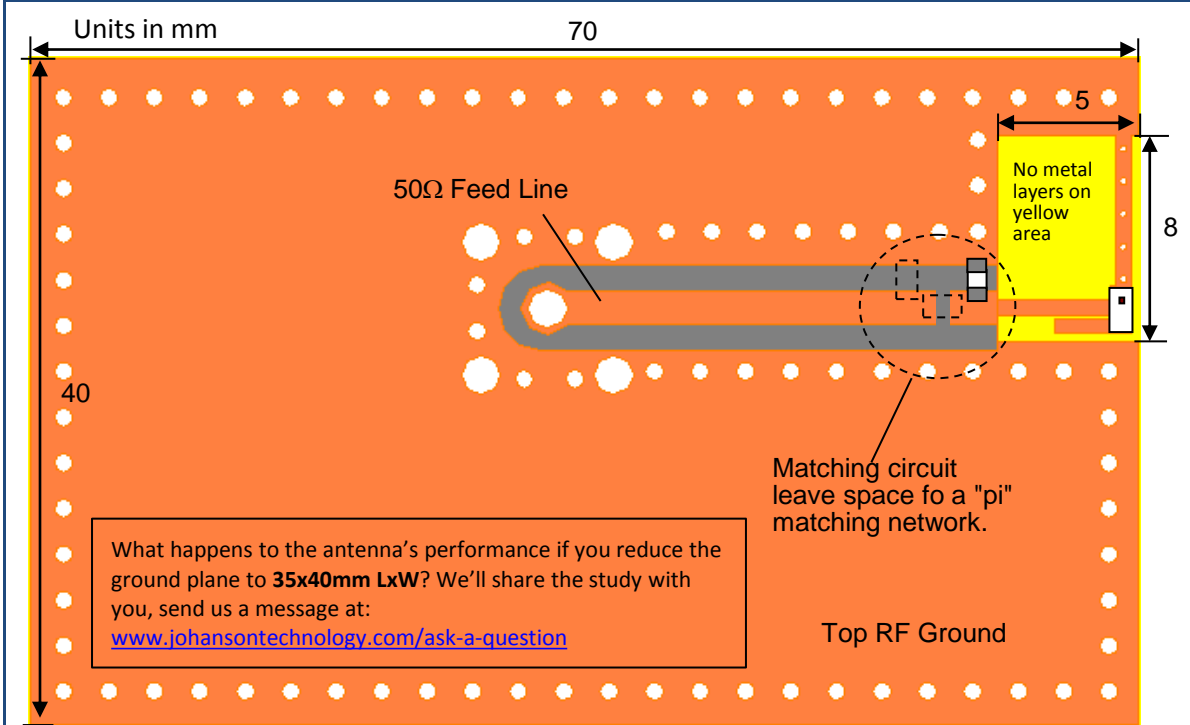 Units in mm
70
5
No metal
layers on
yellow
area
50Ω Feed Line
8
40
Matching circuit
leave space fo a "pi"
matching network.
What happens to the antenna’s performance if you reduce the
ground plane to 35x40mm LxW? We’ll share the study with
you, send us a message at:
www.johansontechnology.com/ask-a-question
Top RF Ground